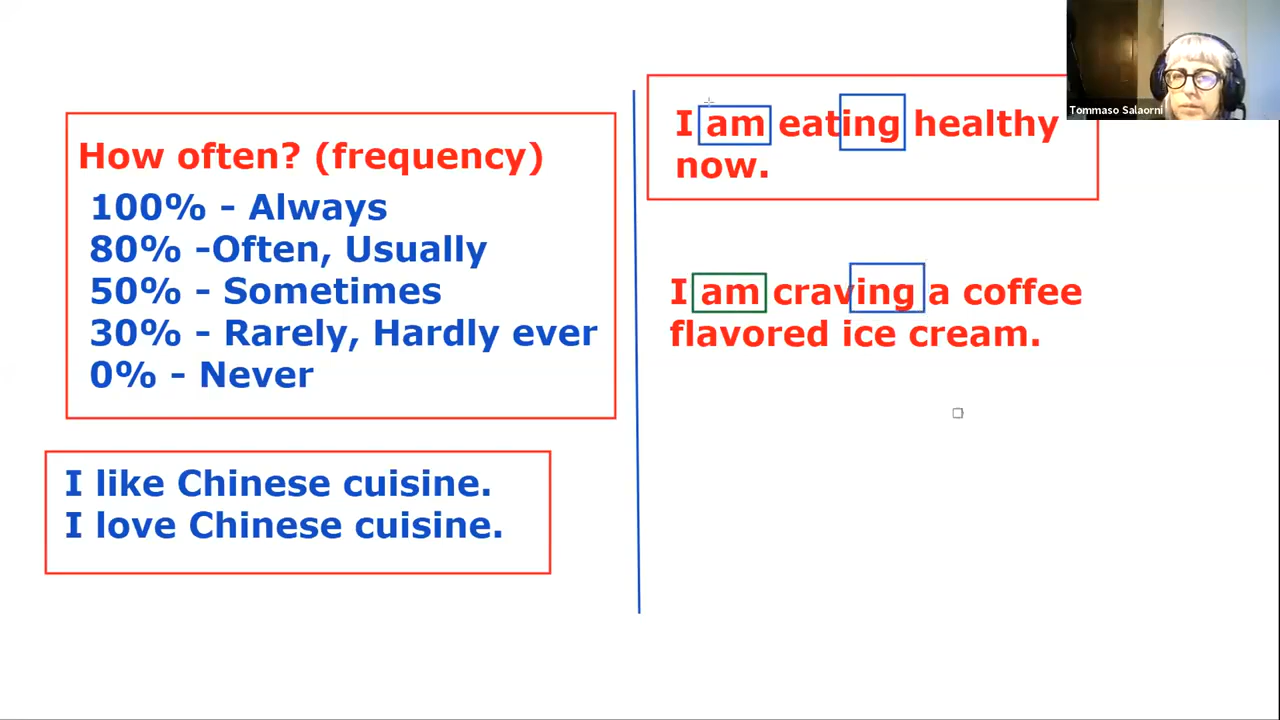 How often? (frequency)
100% - Always
80% -Often, Usually
50% - Sometimes
30% - Rarely, Hardly ever
0% - Never
I like Chinese cuisine.
I love Chinese cuisine.
I am eating healthy
now.
I am craving a coffee
flavored ice cream.
Tommaso Salaorni